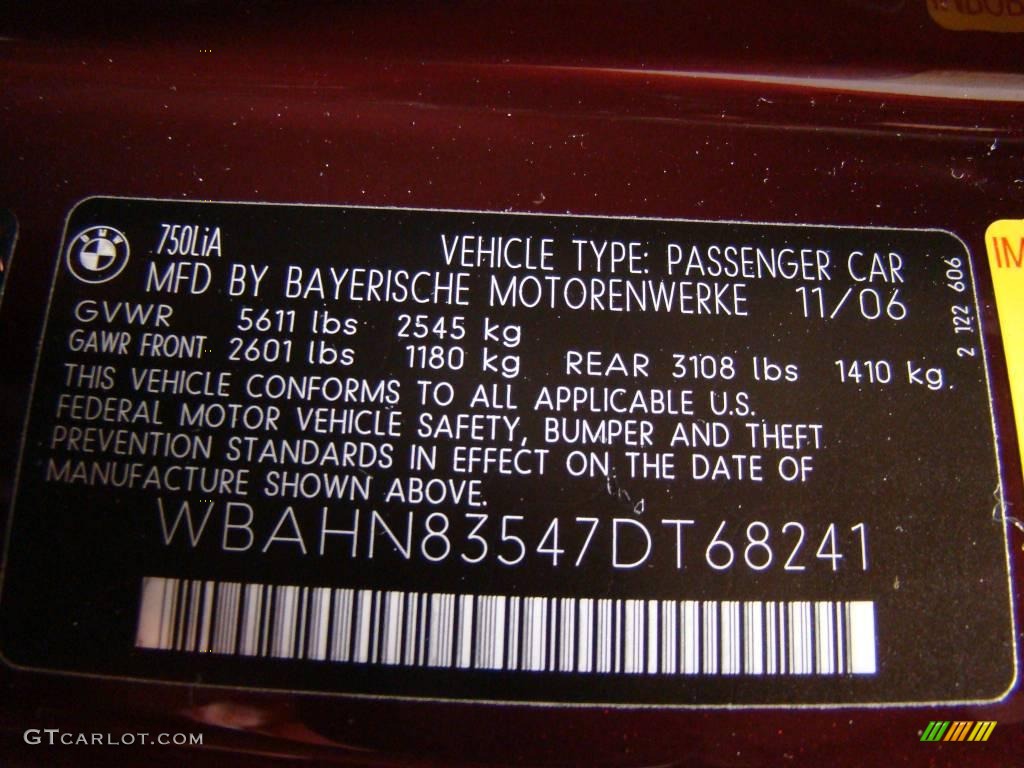 BMW
750LiA VEHICLE TYPE: PASSENGER CAR
MFD BY BAYERISCHE MOTORENWERKE 11/06
GVWR 5611 lbs 2545 kg
GAWR FRONT 2601 lbs 1180 kg REAR 3108 lbs 1410 kg.
THIS VEHICLE CONFORMS TO ALL APPLICABLE U.S.
FEDERAL MOTOR VEHICLE SAFETY, BUMPER AND THEFT
PREVENTION STANDARDS IN EFFECT ON THE DATE OF
MANUFACTURE SHOWN ABOVE.
WBAHN83547DT68241
2 122 606
IM
GTcarlot.com